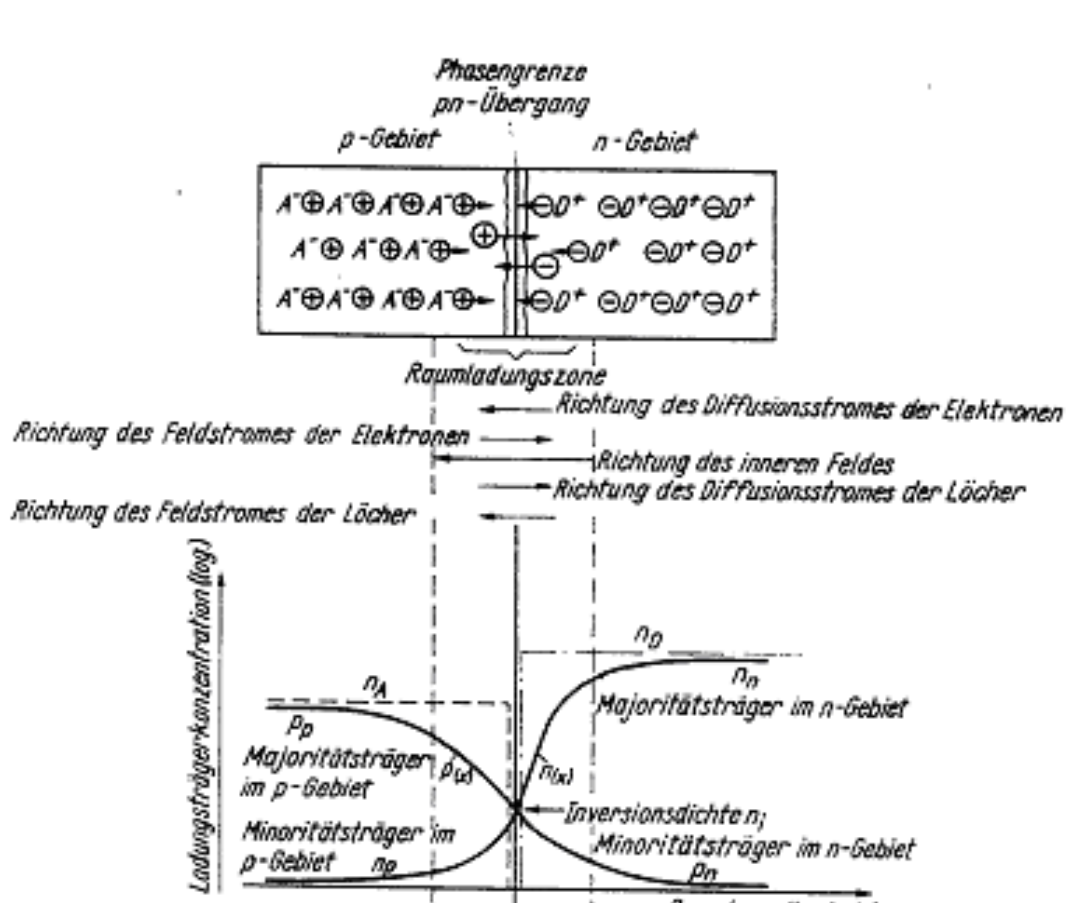 Phasengrenze
pn-Übergang
p-Gebiet
n-Gebiet
A⁻⊕A⁻⊕A⁻⊕A⁻⊕ ⊖D⁺ ⊖D⁺⊖D⁺⊖D⁺
⊕
A⁻⊕ A⁻⊕A⁻⊕ ⊖D⁺ ⊖D⁺⊖D⁺
⊖
A⁻⊕A⁻⊕ A⁻⊕A⁻⊕ ⊖D⁺ ⊖D⁺⊖D⁺⊖D⁺
Raumladungszone
Richtung des Diffusionsstromes der Elektronen
Richtung des Feldstromes der Elektronen
Richtung des inneren Feldes
Richtung des Diffusionsstromes der Löcher
Richtung des Feldstromes der Löcher
Ladungsträgerkonzentration (log)
n_D
n_A
n_n
p_p
Majoritätsträger im n-Gebiet
Majoritätsträger
im p-Gebiet
p(x)
n(x)
Inversionsdichte n_i
Minoritätsträger im
p-Gebiet
n_p
Minoritätsträger im n-Gebiet
p_n